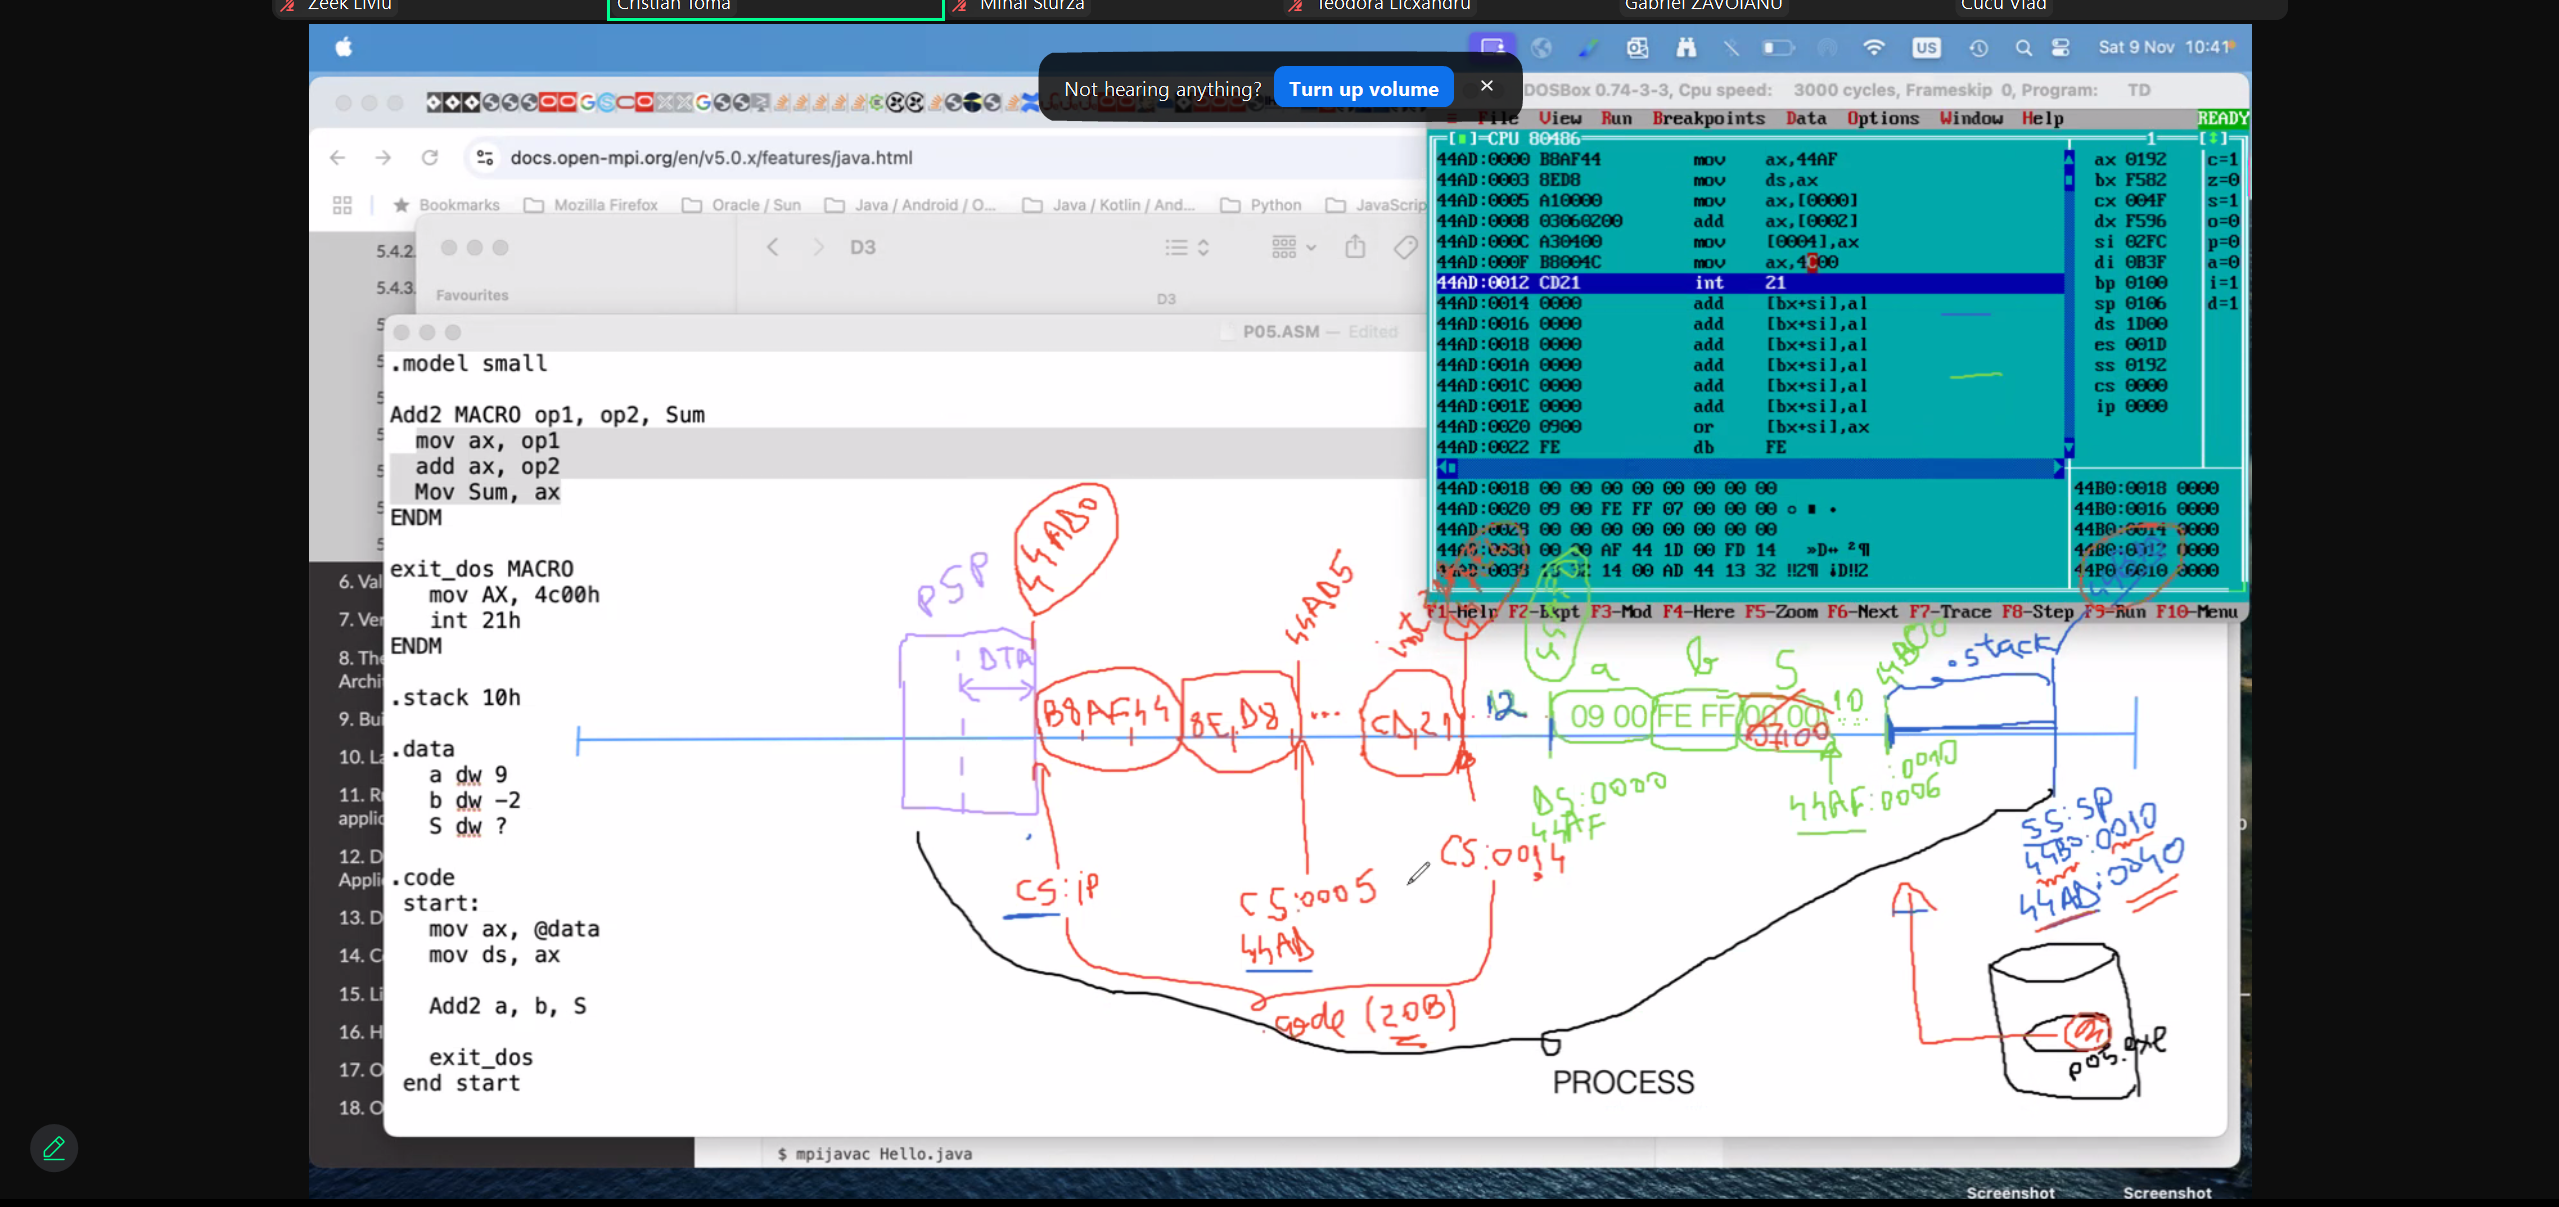 Zeek Liviu
Cristian Toma
Mihai Sturza
Teodora Licxandru
Gabriel ZAVOIANU
Cucu Vlad
US
Sat 9 Nov 10:41
Not hearing anything?
Turn up volume
DOSBox 0.74-3-3, Cpu speed: 3000 cycles, Frameskip 0, Program: TD
docs.open-mpi.org/en/v5.0.x/features/java.html
Bookmarks
Mozilla Firefox
Oracle / Sun
Java / Android / O...
Java / Kotlin / And...
Python
JavaScrip
File View Run Breakpoints Data Options Window Help READY
CPU 80486
1
44AD:0000 B8AF44 mov ax,44AF
44AD:0003 8ED8 mov ds,ax
44AD:0005 A10000 mov ax,[0000]
44AD:0008 03060200 add ax,[0002]
44AD:000C A30400 mov [0004],ax
44AD:000F B8004C mov ax,4C00
44AD:0012 CD21 int 21
44AD:0014 0000 add [bx+si],al
44AD:0016 0000 add [bx+si],al
44AD:0018 0000 add [bx+si],al
44AD:001A 0000 add [bx+si],al
44AD:001C 0000 add [bx+si],al
44AD:001E 0000 add [bx+si],al
44AD:0020 0900 or [bx+si],ax
44AD:0022 FE db FE
ax 0192 c=1
bx F582 z=0
cx 004F s=1
dx F596 o=0
si 02FC p=0
di 0B3F a=0
bp 0100 i=1
sp 0106 d=1
ds 1D00
es 001D
ss 0192
cs 0000
ip 0000
44AD:0018 00 00 00 00 00 00 00 00
44AD:0020 09 00 FE FF 07 00 00 00
44AD:0028 00 00 00 00 00 00 00 00
AF 44 1D 00 FD 14
14 00 AD 44 13 32
44B0:0018 0000
44B0:0016 0000
44B0:0014 0000
44B0:0012 0000
0010 0000
F1-Help F2-Bkpt F3-Mod F4-Here F5-Zoom F6-Next F7-Trace F8-Step F9-Run F10-Menu
D3
Favourites
D3
P05.ASM — Edited
5.4.2.
5.4.3.
6. Val
7. Ver
8. The
Archi
9. Bui
10. La
11. Ru
applic
12. D
Applic
13. D
14. C
15. Li
16. H
17. O
18. O
.model small
Add2 MACRO op1, op2, Sum
mov ax, op1
add ax, op2
Mov Sum, ax
ENDM
exit_dos MACRO
mov AX, 4c00h
int 21h
ENDM
.stack 10h
.data
a dw 9
b dw -2
S dw ?
.code
start:
mov ax, @data
mov ds, ax
Add2 a, b, S
exit_dos
end start
PSP
DTA
44AD0
44AD5
int
a
b
S
44B00
.stack
B8AF44
8E D8
...
CD 21
12
09 00
FE FF
00 00
07 00
10
CS:iP
CS:0005
44AD
CS:0014
DS:0000
44AF
:0010
44AF:0006
SS:SP
44B0:0010
44AD:0040
code (20B)
PROCESS
p05.exe
$ mpijavac Hello.java
Screenshot
Screenshot